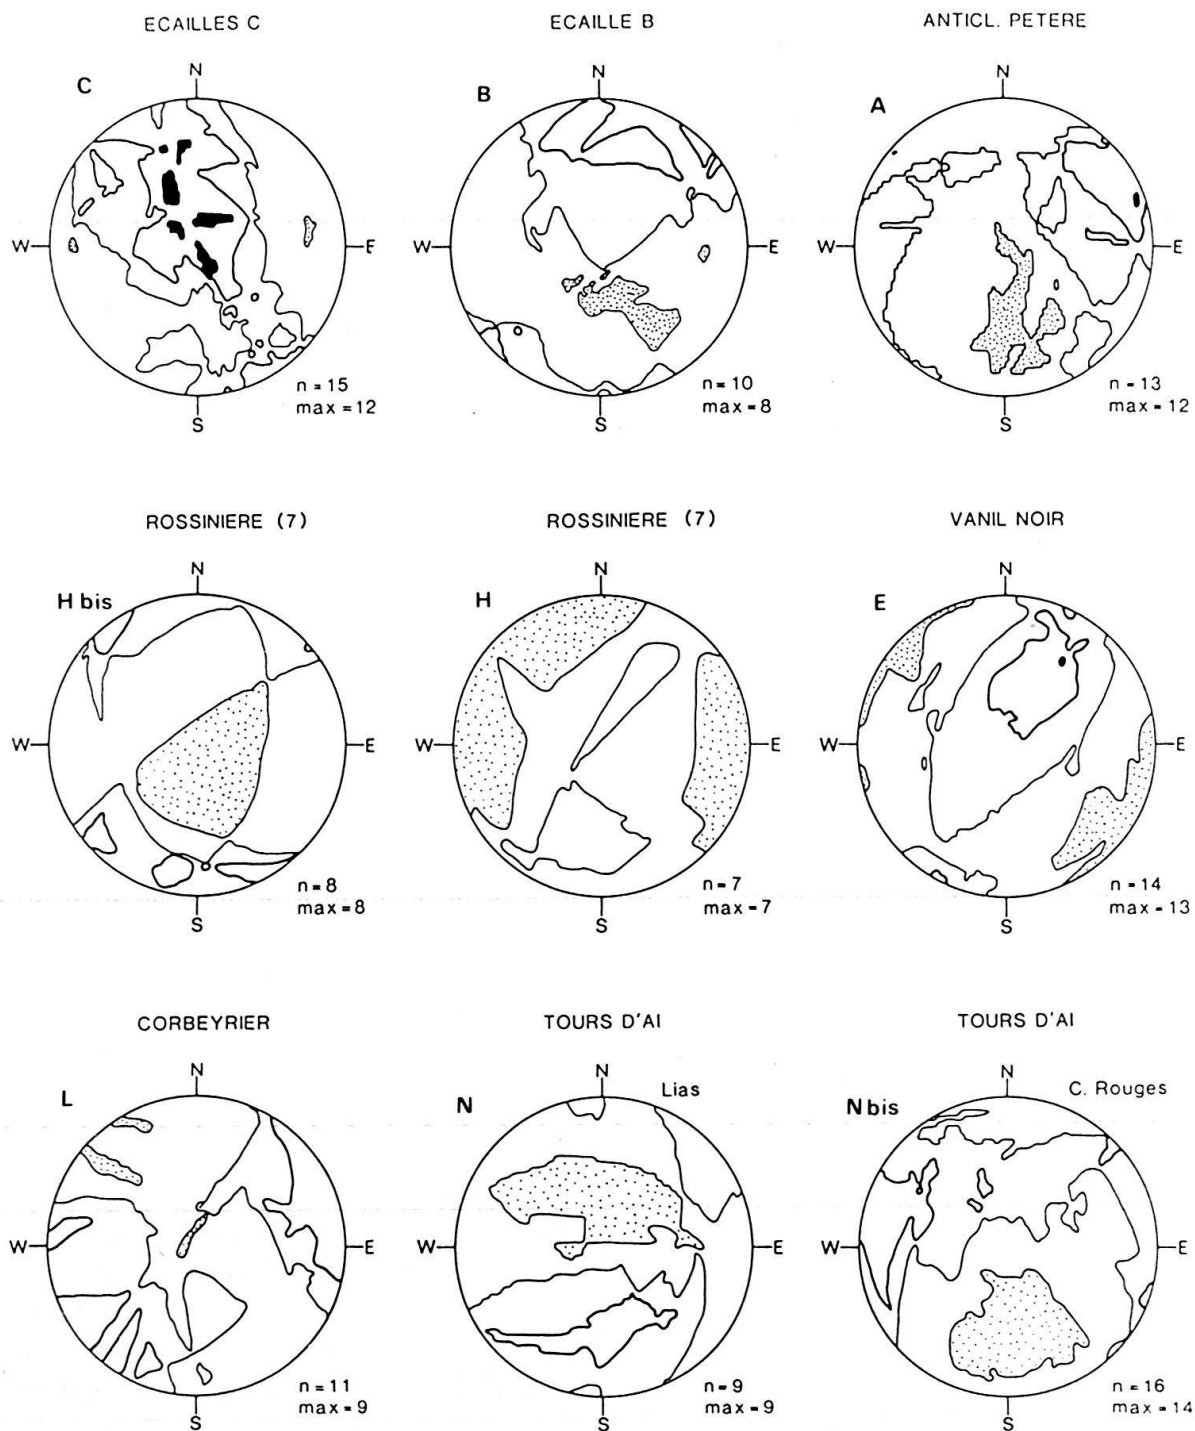 ECAILLES C
C
N
W
E
n = 15
max = 12
S
ECAILLE B
B
N
W
E
n = 10
max = 8
S
ANTICL. PETERE
A
N
W
E
n - 13
max - 12
S
ROSSINIERE (7)
H bis
N
W
E
n = 8
max = 8
S
ROSSINIERE (7)
H
N
W
E
n = 7
max - 7
S
VANIL NOIR
E
N
W
E
n = 14
max - 13
S
CORBEYRIER
L
N
W
E
n = 11
max = 9
S
TOURS D'AI
N
N
Lias
W
E
n = 9
max = 9
S
TOURS D'AI
N bis
N
C. Rouges
W
E
n = 16
max = 14
S